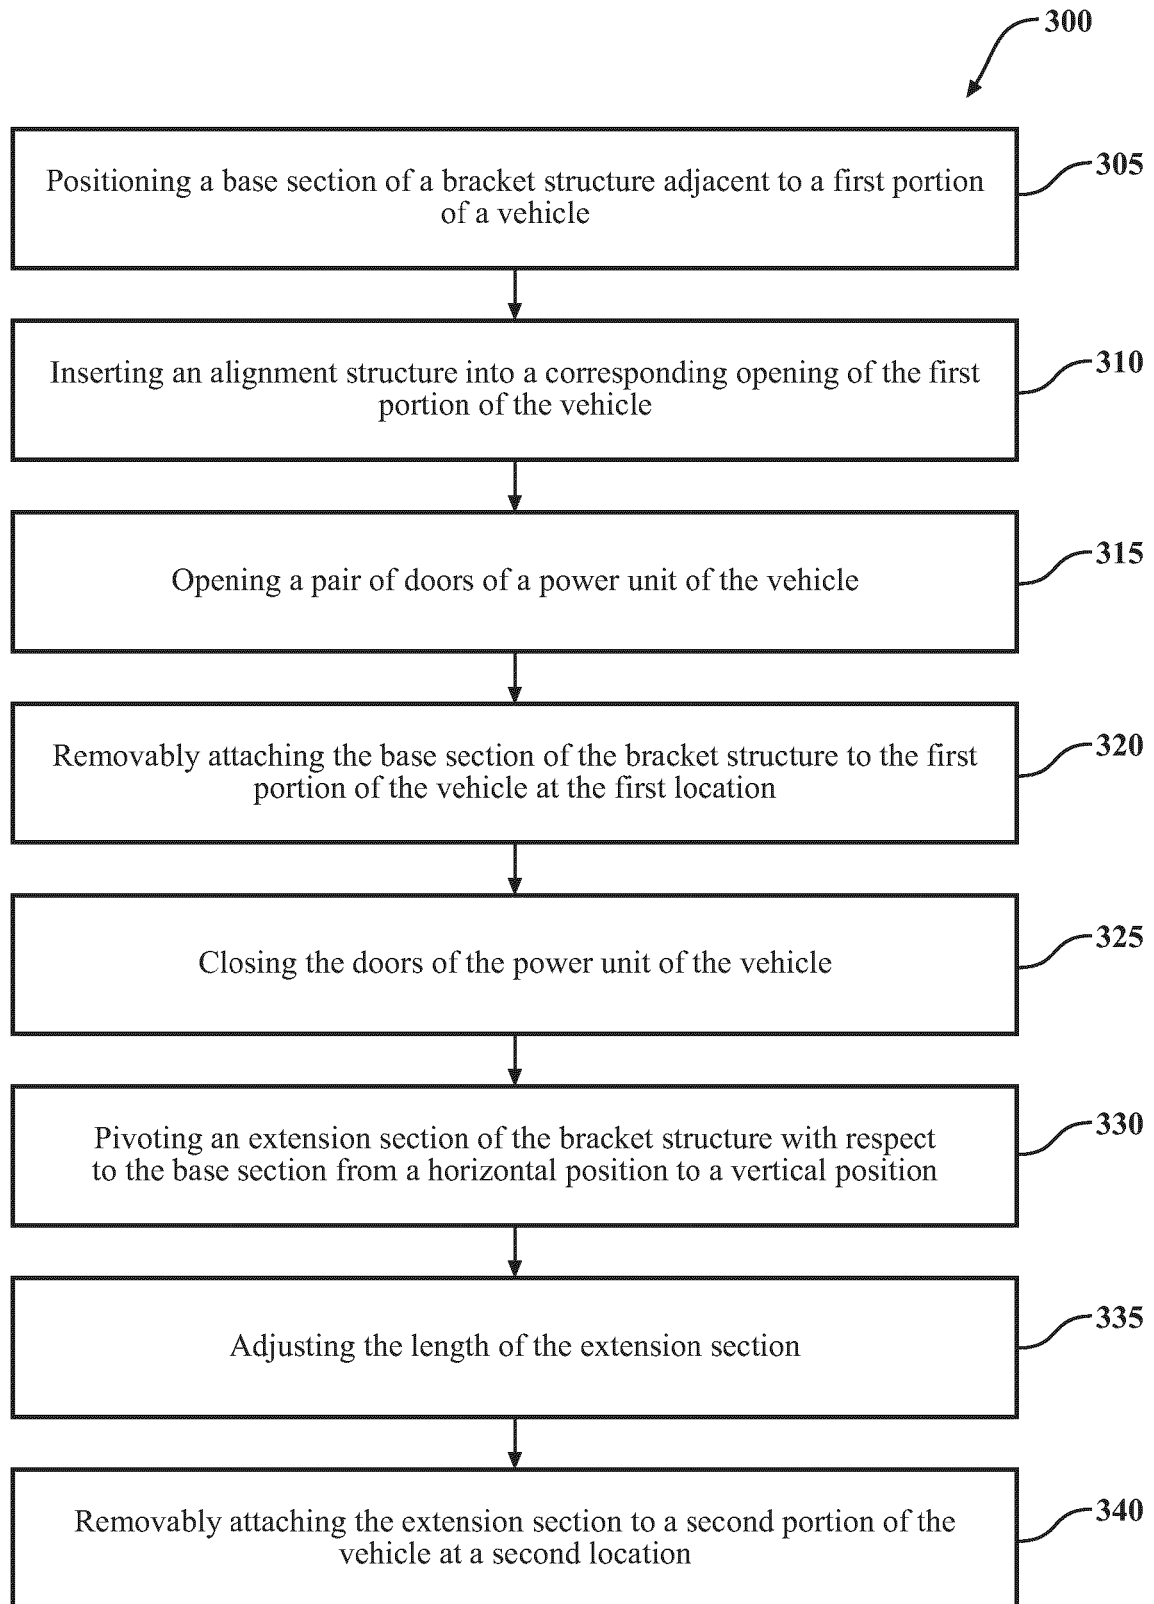 300
Positioning a base section of a bracket structure adjacent to a first portion
of a vehicle
305
Inserting an alignment structure into a corresponding opening of the first
portion of the vehicle
310
Opening a pair of doors of a power unit of the vehicle
315
Removably attaching the base section of the bracket structure to the first
portion of the vehicle at the first location
320
Closing the doors of the power unit of the vehicle
325
Pivoting an extension section of the bracket structure with respect
to the base section from a horizontal position to a vertical position
330
Adjusting the length of the extension section
335
Removably attaching the extension section to a second portion of the
vehicle at a second location
340